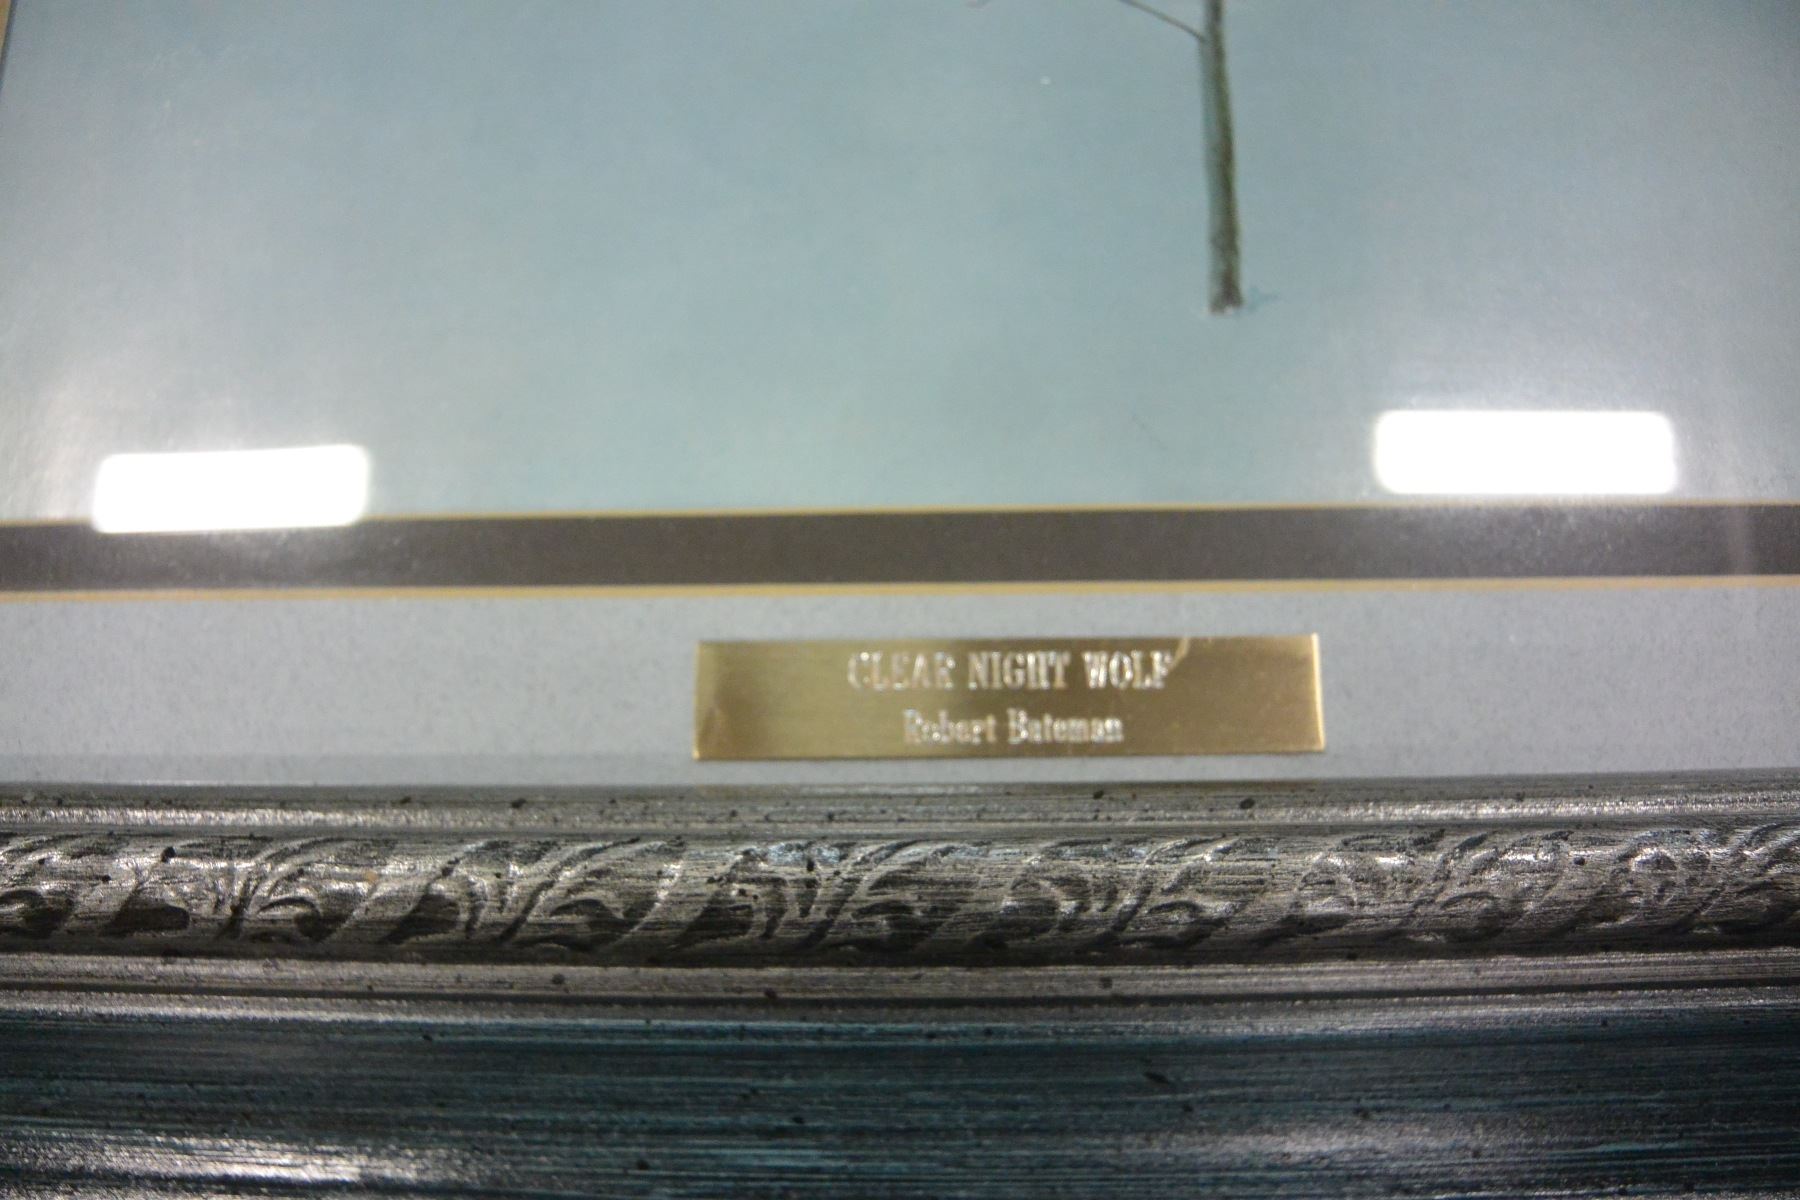 CLEAR NIGHT WOLF
Robert Bateman